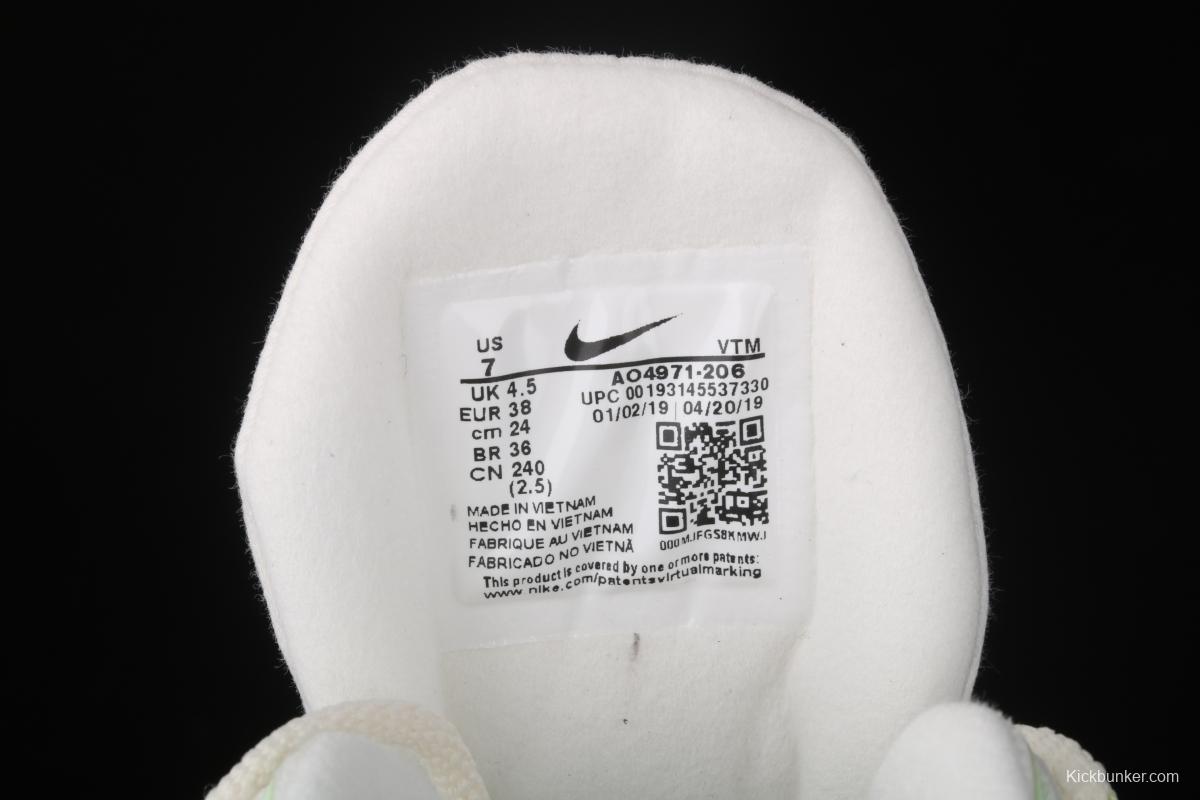 US
7
VTM
AO4971-206
UK 4.5
UPC 00193145537330
EUR 38
01/02/19 | 04/20/19
cm 24
BR 36
CN 240
(2.5)
MADE IN VIETNAM
HECHO EN VIETNAM
FABRIQUE AU VIETNAM
FABRICADO NO VIETNÃ
000MJFGS8KMWJ
This product is covered by one or more patents:
www.nike.com/patentsvirtualmarking
Kickbunker.com